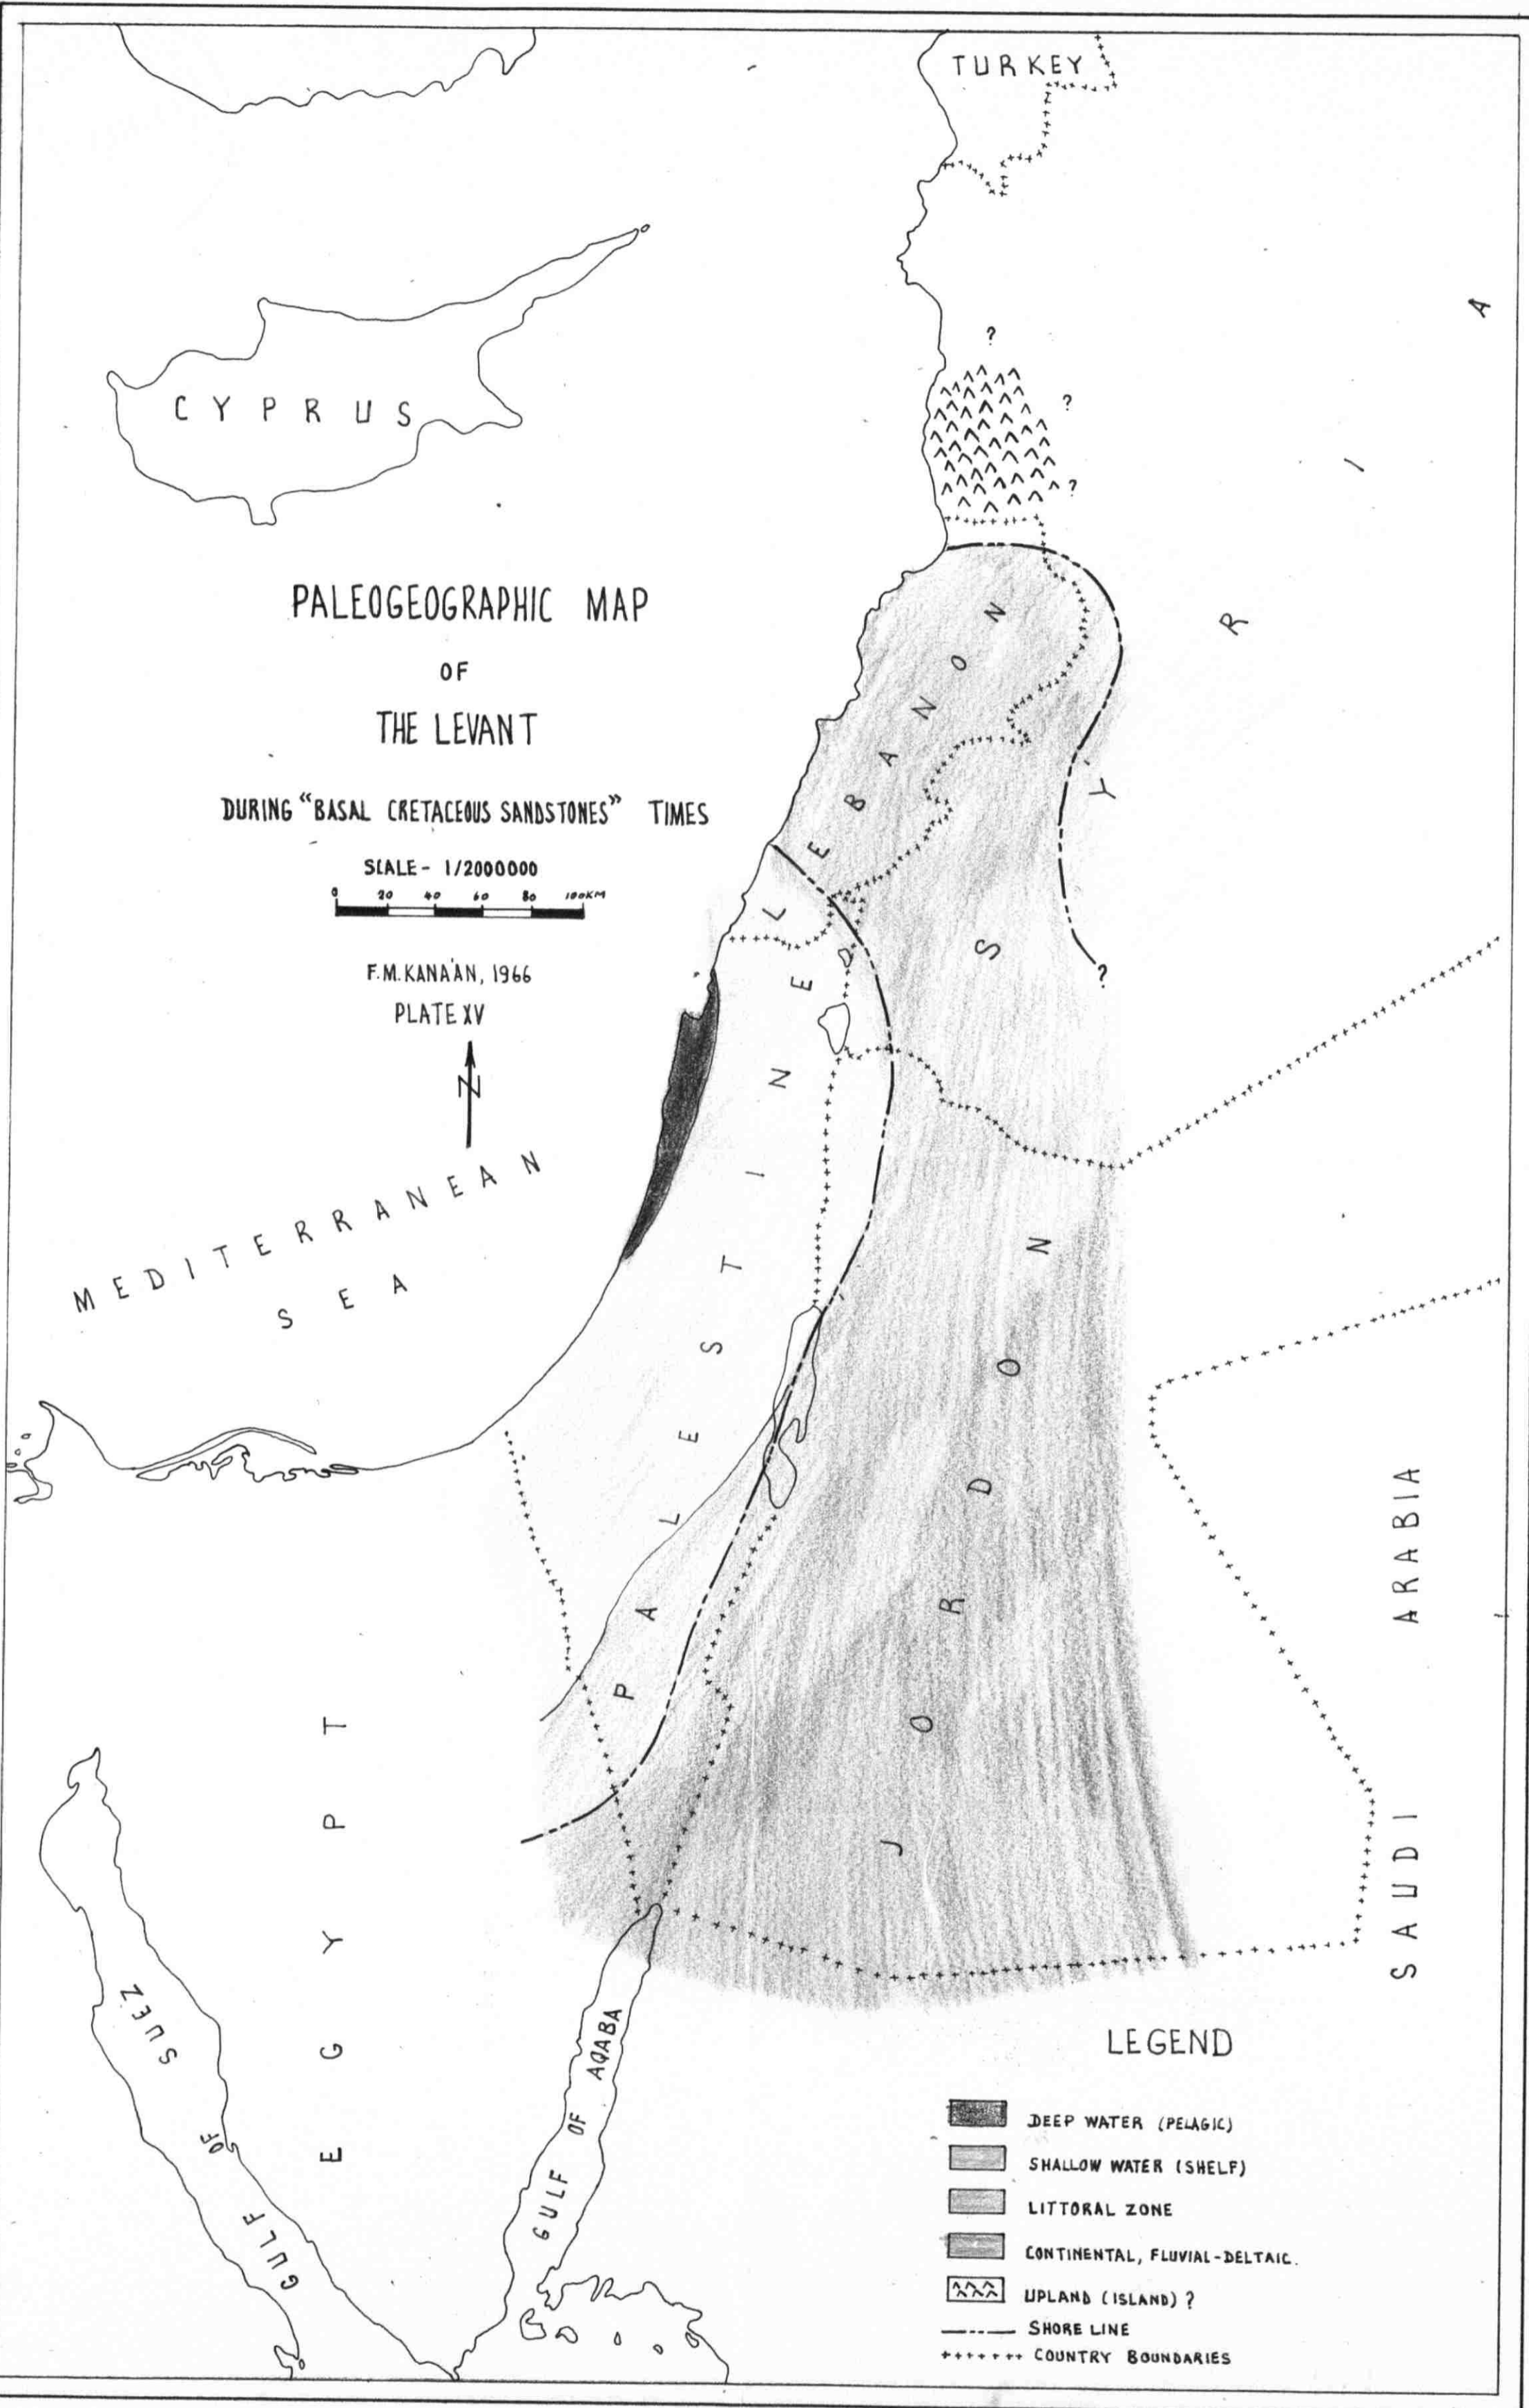 TURKEY
CYPRUS
PALEOGEOGRAPHIC MAP
OF
THE LEVANT
DURING "BASAL CRETACEOUS SANDSTONES" TIMES
SCALE - 1/2000000
0 20 40 60 80 100KM
F.M. KANA'AN, 1966
PLATE XV
N
MEDITERRANEAN
SEA
LEBANON
SYRIA
PALESTINE
JORDON
SAUDI ARABIA
EGYPT
GULF OF SUEZ
GULF OF AQABA
?
?
?
?
LEGEND
DEEP WATER (PELAGIC)
SHALLOW WATER (SHELF)
LITTORAL ZONE
CONTINENTAL, FLUVIAL-DELTAIC.
UPLAND (ISLAND) ?
SHORE LINE
COUNTRY BOUNDARIES